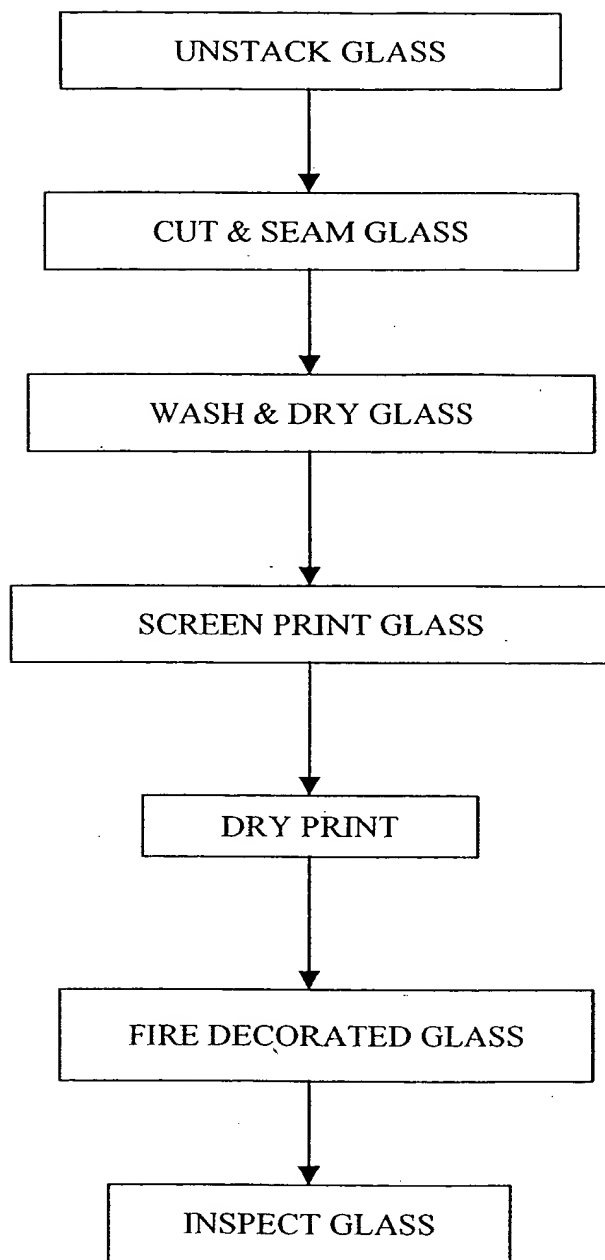 UNSTACK GLASS
CUT & SEAM GLASS
WASH & DRY GLASS
SCREEN PRINT GLASS
DRY PRINT
FIRE DECORATED GLASS
INSPECT GLASS